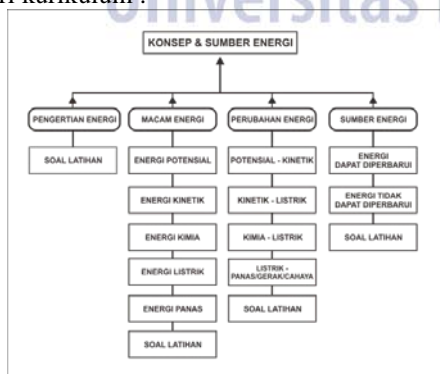 universitas
KONSEP & SUMBER ENERGI
PENGERTIAN ENERGI
MACAM ENERGI
PERUBAHAN ENERGI
SUMBER ENERGI
SOAL LATIHAN
ENERGI POTENSIAL
POTENSIAL - KINETIK
ENERGI
DAPAT DIPERBARUI
ENERGI KINETIK
KINETIK - LISTRIK
ENERGI TIDAK
DAPAT DIPERBARUI
ENERGI KIMIA
KIMIA - LISTRIK
SOAL LATIHAN
ENERGI LISTRIK
LISTRIK -
PANAS/GERAK/CAHAYA
ENERGI PANAS
SOAL LATIHAN
SOAL LATIHAN